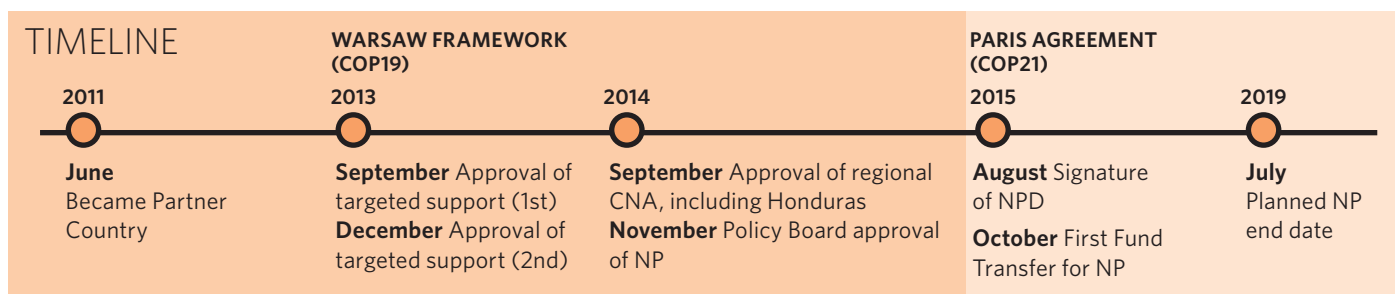 TIMELINE
WARSAW FRAMEWORK
(COP19)
PARIS AGREEMENT
(COP21)
2011
2013
2014
2015
2019
June
Became Partner
Country
September Approval of
targeted support (1st)
December Approval of
targeted support (2nd)
September Approval of regional
CNA, including Honduras
November Policy Board approval
of NP
August Signature
of NPD
October First Fund
Transfer for NP
July
Planned NP
end date